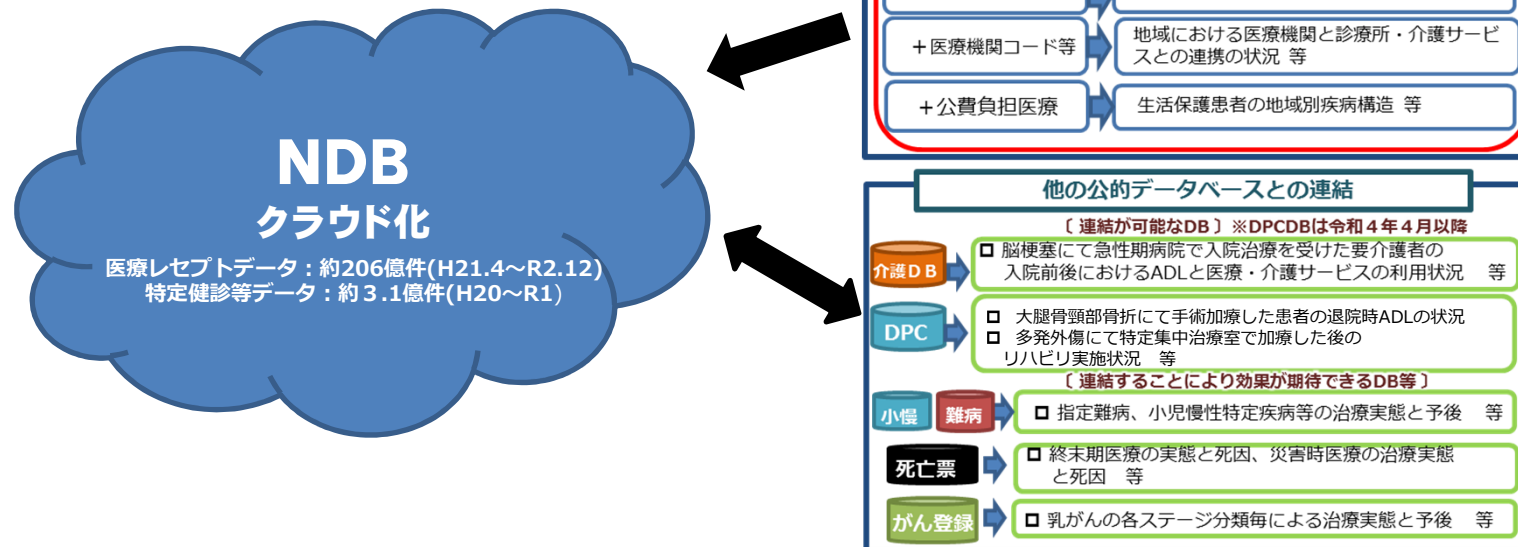 NDB
クラウド化
医療レセプトデータ：約206億件(H21.4～R2.12)
特定健診等データ：約３.1億件(H20～R1)
＋医療機関コード等
地域における医療機関と診療所・介護サービ
スとの連携の状況 等
＋公費負担医療
生活保護患者の地域別疾病構造 等
他の公的データベースとの連結
〔 連結が可能なDB 〕※DPCDBは令和４年４月以降
介護ＤＢ
脳梗塞にて急性期病院で入院治療を受けた要介護者の
入院前後におけるADLと医療・介護サービスの利用状況 等
DPC
大腿骨頸部骨折にて手術加療した患者の退院時ADLの状況
多発外傷にて特定集中治療室で加療した後の
リハビリ実施状況 等
〔 連結することにより効果が期待できるDB等 〕
小慢
難病
指定難病、小児慢性特定疾病等の治療実態と予後 等
死亡票
終末期医療の実態と死因、災害時医療の治療実態
と死因 等
がん登録
乳がんの各ステージ分類毎による治療実態と予後 等